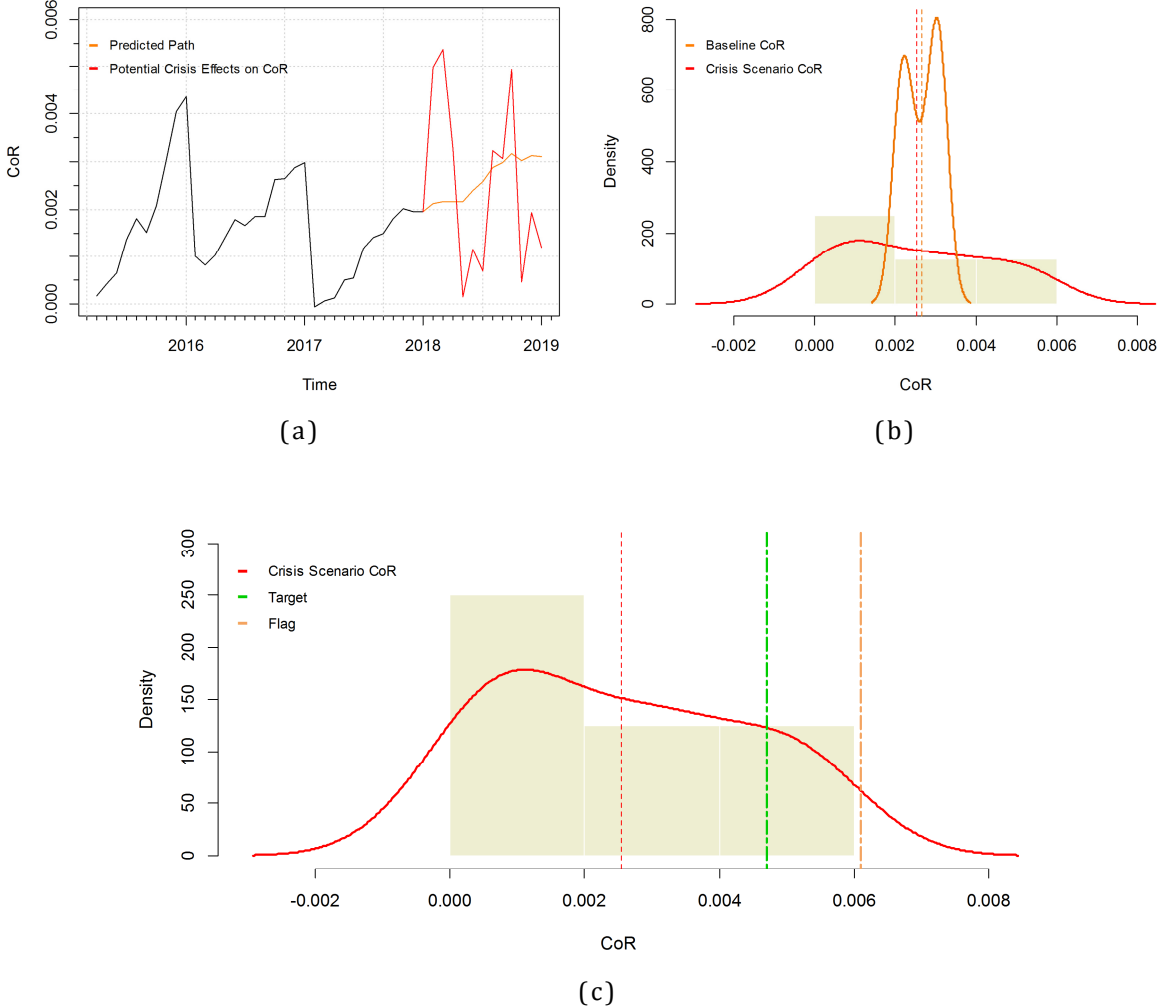 0.006
0.004
0.002
0.000
CoR
Predicted Path
Potential Crisis Effects on CoR
2016
2017
2018
2019
Time
(a)
800
600
400
200
0
Density
Baseline CoR
Crisis Scenario CoR
-0.002
0.000
0.002
0.004
0.006
0.008
CoR
(b)
300
250
200
150
100
50
0
Density
Crisis Scenario CoR
Target
Flag
-0.002
0.000
0.002
0.004
0.006
0.008
CoR
(c)